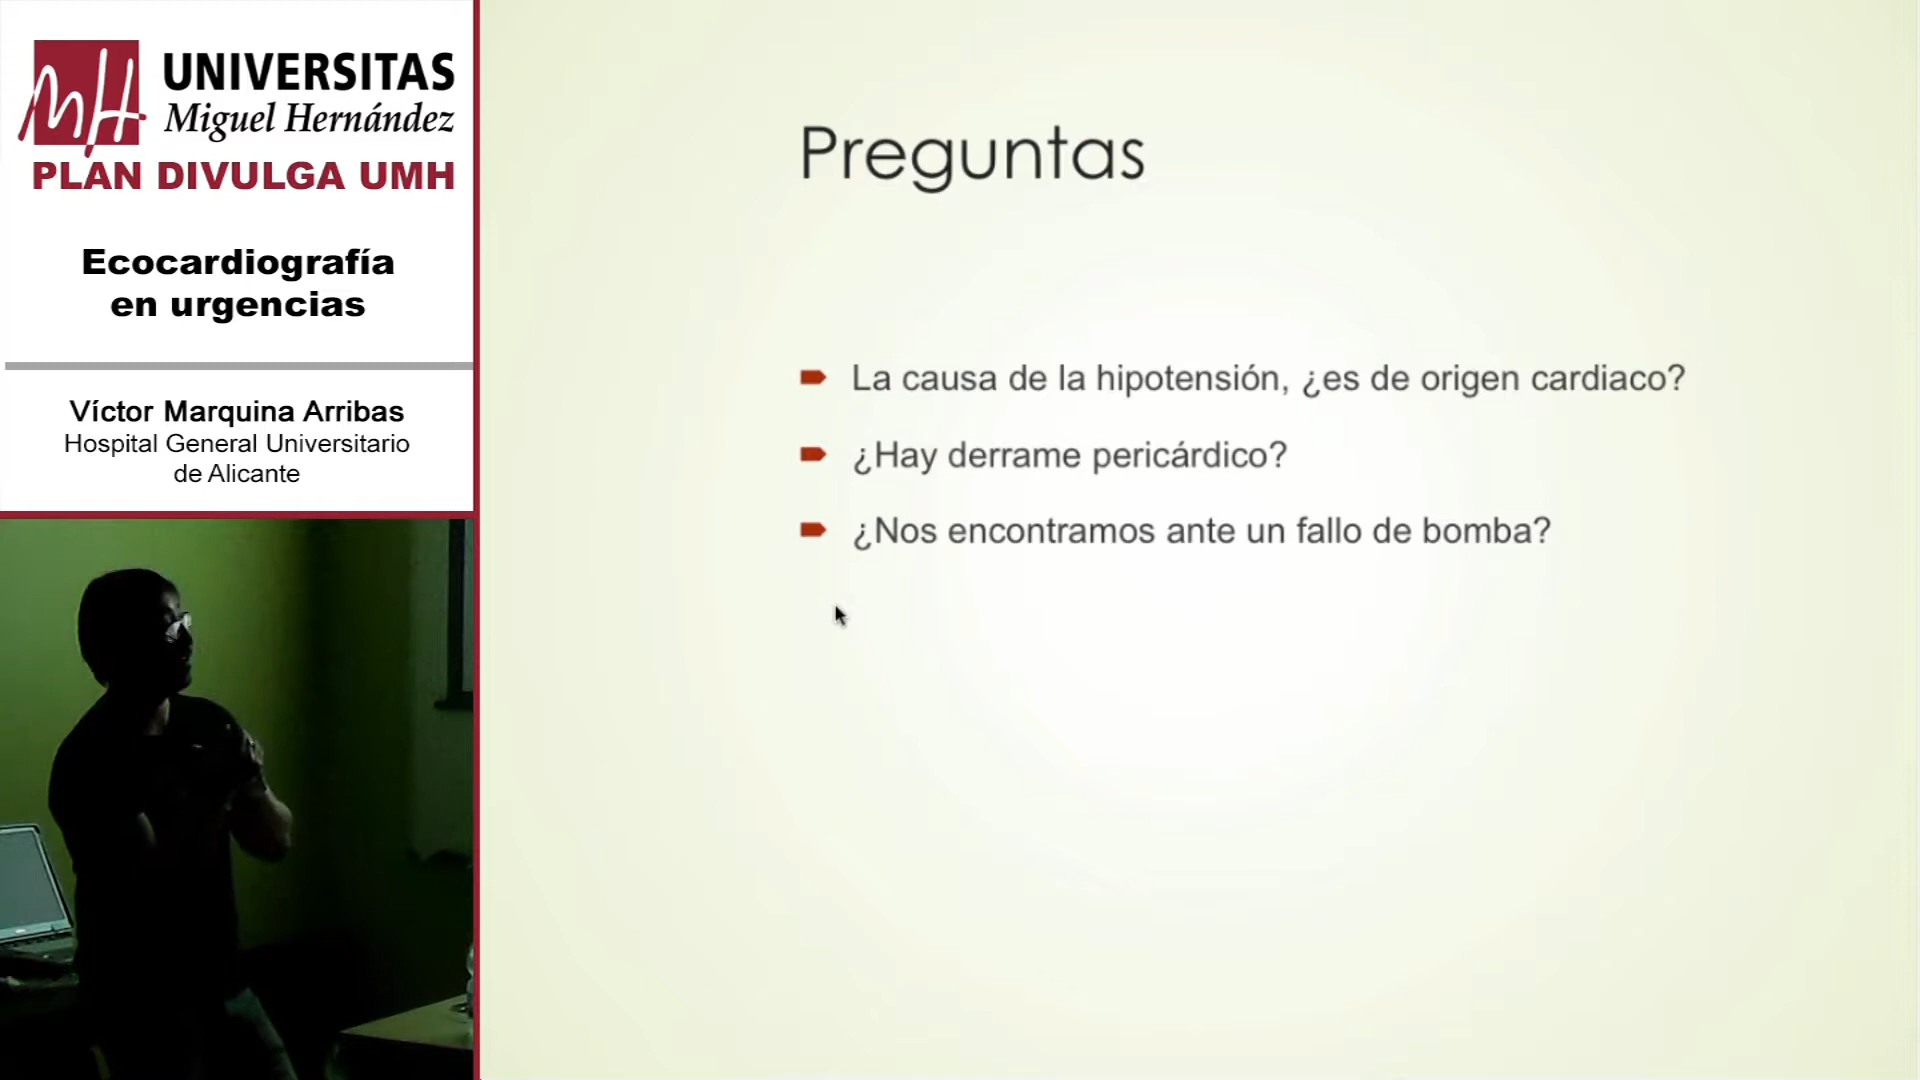 UNIVERSITAS
Miguel Hernández
PLAN DIVULGA UMH
Ecocardiografía
en urgencias
Víctor Marquina Arribas
Hospital General Universitario
de Alicante
Preguntas
La causa de la hipotensión, ¿es de origen cardiaco?
¿Hay derrame pericárdico?
¿Nos encontramos ante un fallo de bomba?